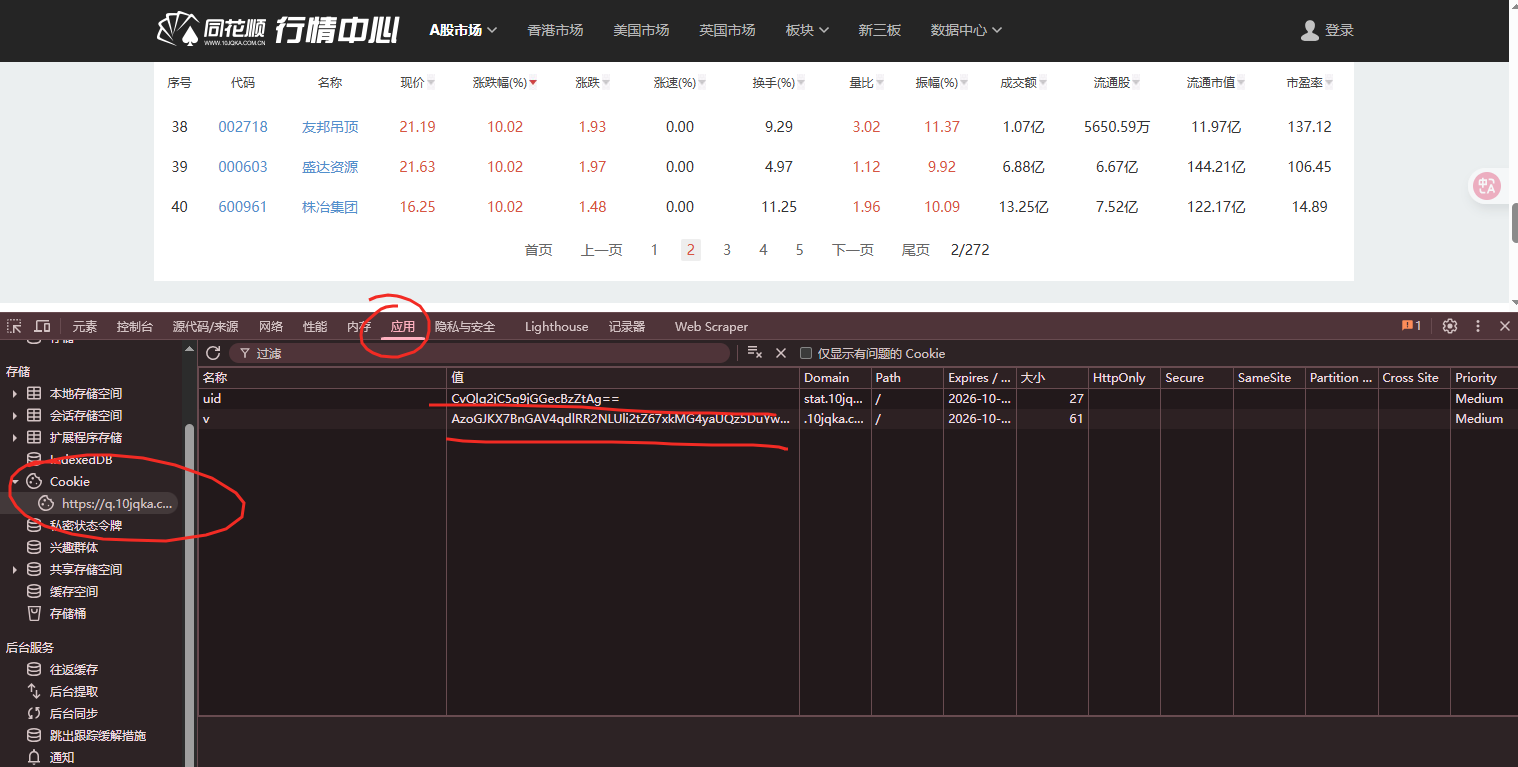 同花顺 行情中心 A股市场 香港市场 美国市场 英国市场 板块 新三板 数据中心 登录
WWW.10JQKA.COM.CN
序号 代码 名称 现价 涨跌幅(%) 涨跌 涨速(%) 换手(%) 量比 振幅(%) 成交额 流通股 流通市值 市盈率
38 002718 友邦吊顶 21.19 10.02 1.93 0.00 9.29 3.02 11.37 1.07亿 5650.59万 11.97亿 137.12
39 000603 盛达资源 21.63 10.02 1.97 0.00 4.97 1.12 9.92 6.88亿 6.67亿 144.21亿 106.45
40 600961 株冶集团 16.25 10.02 1.48 0.00 11.25 1.96 10.09 13.25亿 7.52亿 122.17亿 14.89
首页 上一页 1 2 3 4 5 下一页 尾页 2/272
元素 控制台 源代码/来源 网络 性能 内存 应用 隐私与安全 Lighthouse 记录器 Web Scraper 1
过滤 仅显示有问题的 Cookie
名称 值 Domain Path Expires / ... 大小 HttpOnly Secure SameSite Partition ... Cross Site Priority
uid CvQlq2jC5q9jGGecBzZtAg== stat.10jq... / 2026-10-... 27 Medium
v AzoGJKX7BnGAV4qdlRR2NLUli2tZ67xkMG4yaUQz5DuYw... .10jqka.c... / 2026-10-... 61 Medium
存储
本地存储空间
会话存储空间
扩展程序存储
IndexedDB
Cookie
https://q.10jqka.c...
私密状态令牌
兴趣群体
共享存储空间
缓存空间
存储桶
后台服务
往返缓存
后台提取
后台同步
跳出跟踪缓解措施
通知